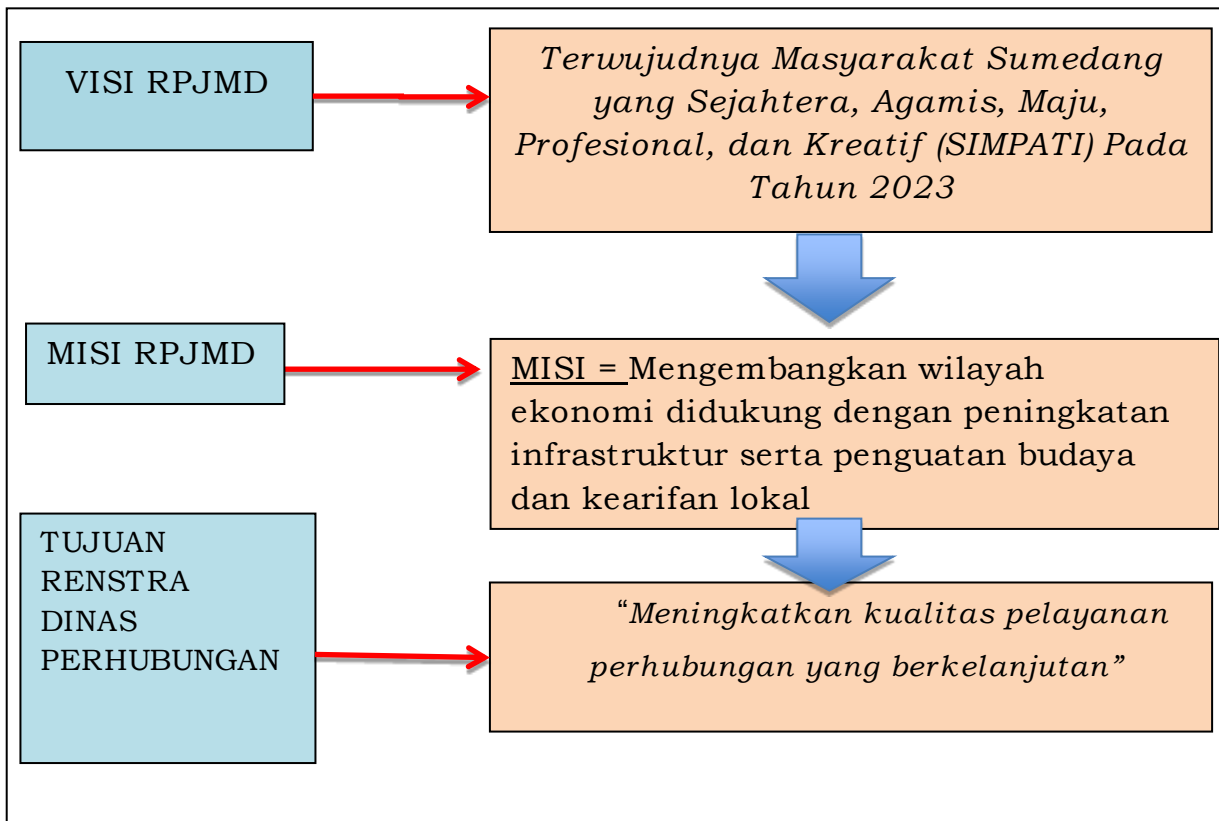 VISI RPJMD
Terwujudnya Masyarakat Sumedang
yang Sejahtera, Agamis, Maju,
Profesional, dan Kreatif (SIMPATI) Pada
Tahun 2023
MISI RPJMD
MISI = Mengembangkan wilayah
ekonomi didukung dengan peningkatan
infrastruktur serta penguatan budaya
dan kearifan lokal
TUJUAN
RENSTRA
DINAS
PERHUBUNGAN
“Meningkatkan kualitas pelayanan
perhubungan yang berkelanjutan”